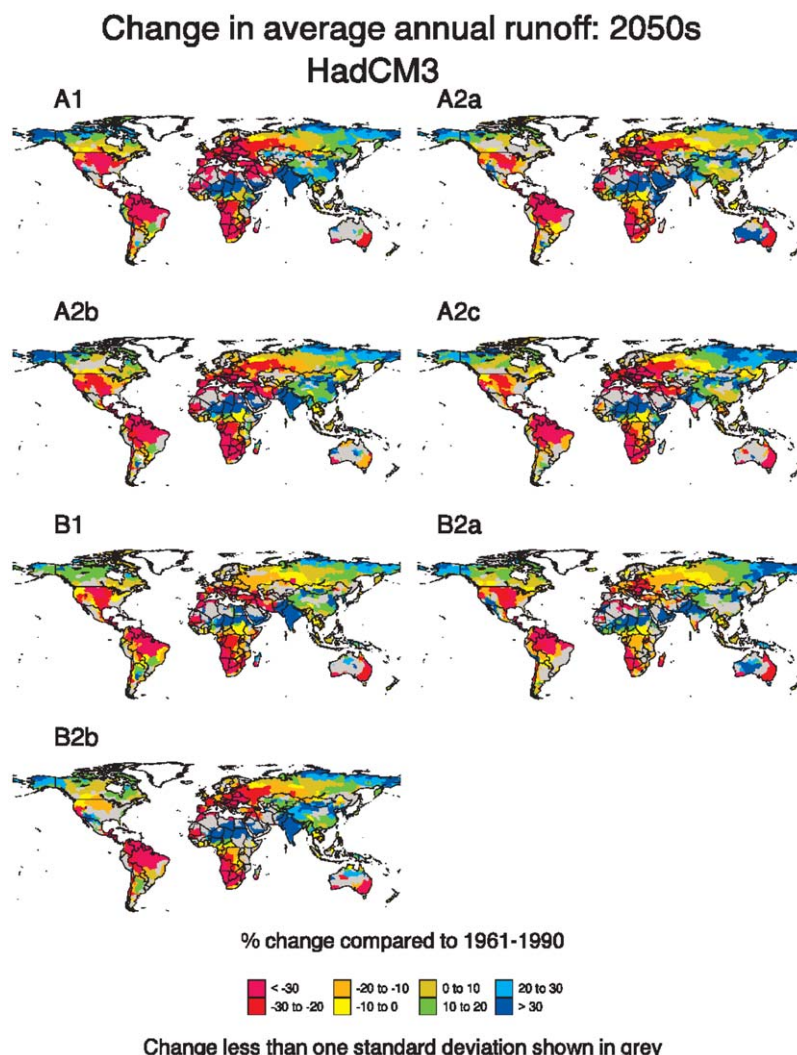 Change in average annual runoff: 2050s
HadCM3
A1
A2a
A2b
A2c
B1
B2a
B2b
% change compared to 1961-1990
< -30 -20 to -10 0 to 10 20 to 30
-30 to -20 -10 to 0 10 to 20 > 30
Change less than one standard deviation shown in grey